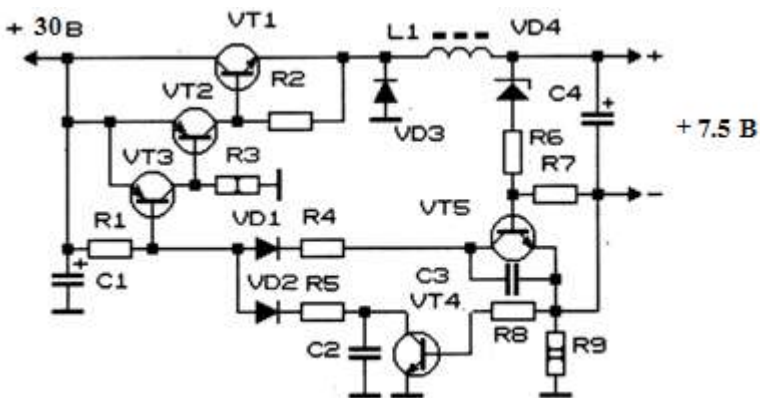 + 30 В
VT1
L1
VD4
VT2
R2
C4
+
VD3
+ 7.5 В
VT3
R3
R6
R7
-
R1
VD1
R4
VT5
+
C1
VD2
R5
C3
VT4
C2
R8
R9
+